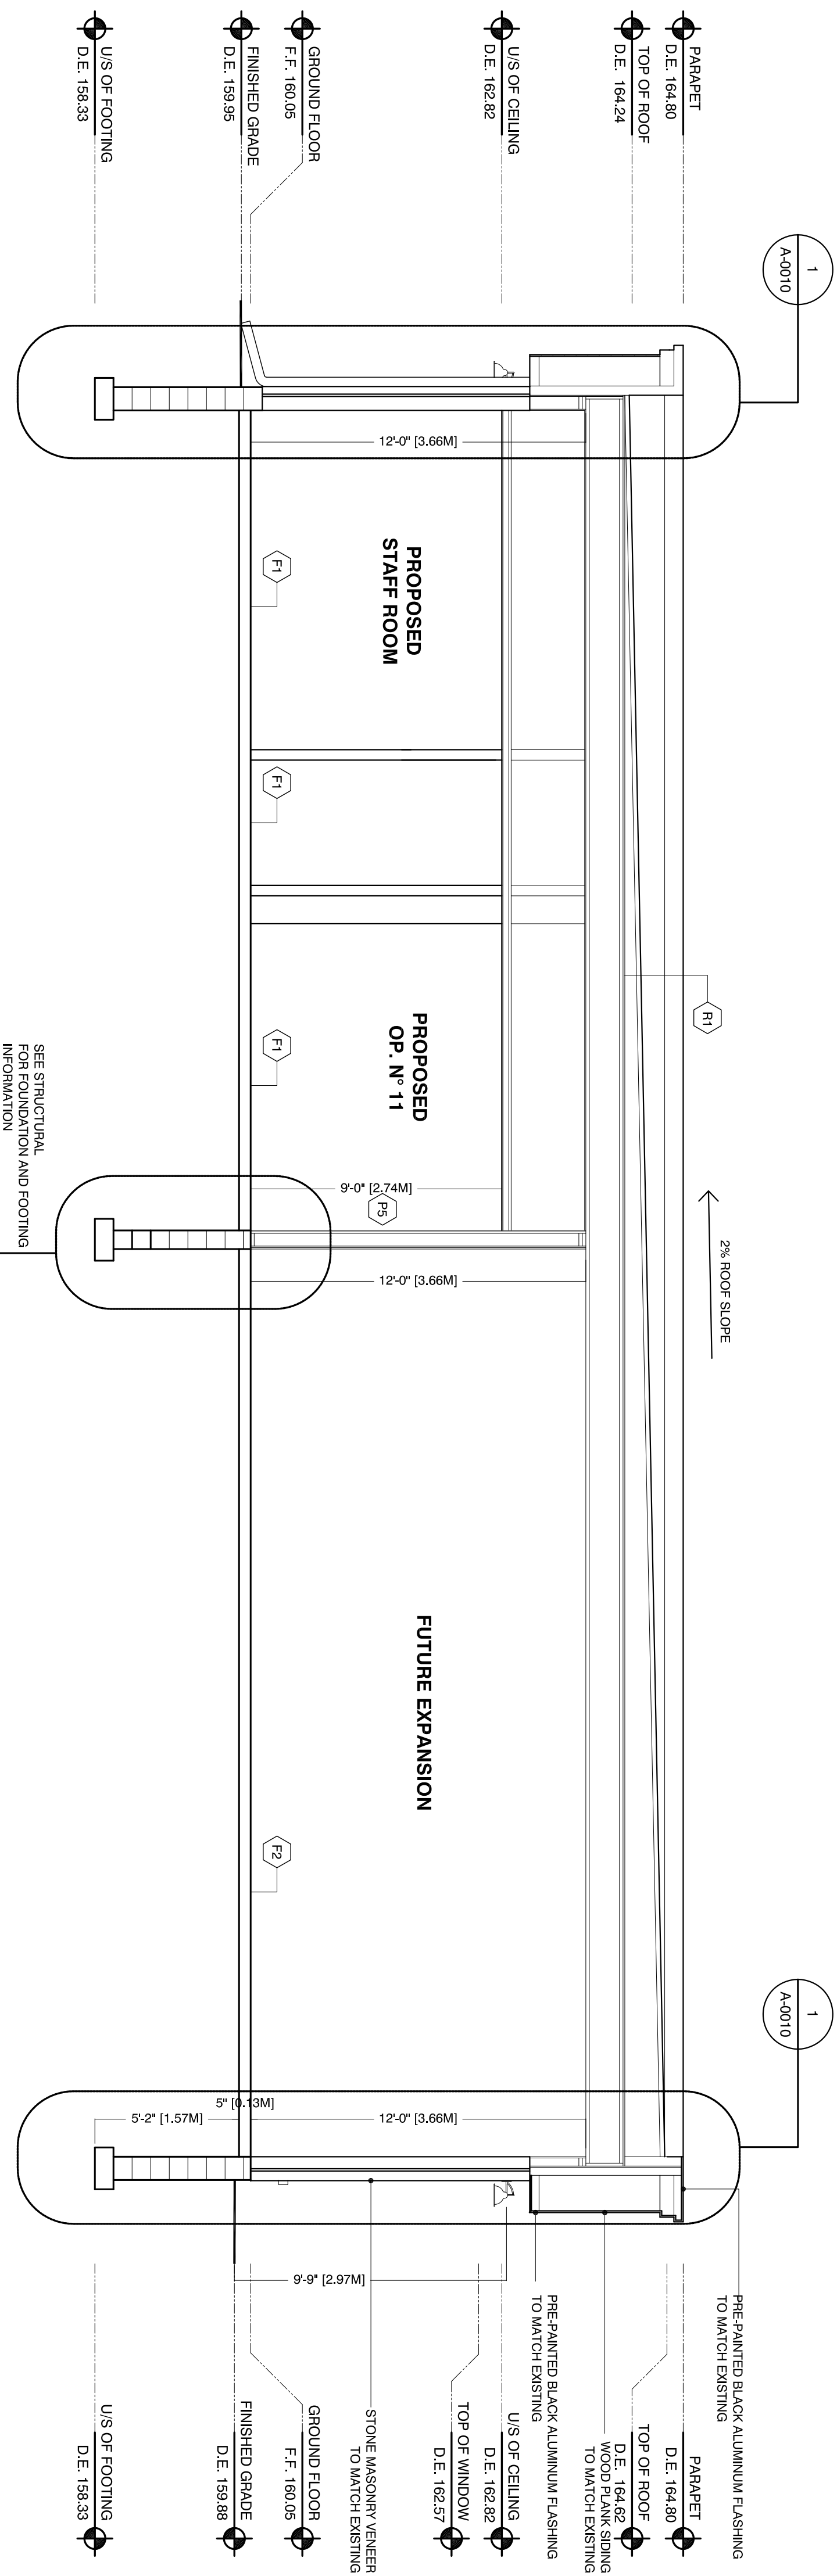 PARAPET
D.E. 164.80
TOP OF ROOF
D.E. 164.24
U/S OF CEILING
D.E. 162.82
GROUND FLOOR
F.F. 160.05
FINISHED GRADE
D.E. 159.95
U/S OF FOOTING
D.E. 158.33
1
A-0010
12'-0" [3.66M]
PROPOSED
STAFF ROOM
F1
F1
R1
PROPOSED
OP. N° 11
F1
9'-0" [2.74M]
P5
12'-0" [3.66M]
SEE STRUCTURAL
FOR FOUNDATION AND FOOTING
INFORMATION
2% ROOF SLOPE
FUTURE EXPANSION
F2
1
A-0010
12'-0" [3.66M]
5" [0.13M]
5'-2" [1.57M]
9'-9" [2.97M]
PRE-PAINTED BLACK ALUMINUM FLASHING
TO MATCH EXISTING
WOOD PLANK SIDING
TO MATCH EXISTING
PRE-PAINTED BLACK ALUMINUM FLASHING
TO MATCH EXISTING
STONE MASONRY VENEER
TO MATCH EXISTING
PARAPET
D.E. 164.80
TOP OF ROOF
D.E. 164.62
U/S OF CEILING
D.E. 162.82
TOP OF WINDOW
D.E. 162.57
GROUND FLOOR
F.F. 160.05
FINISHED GRADE
D.E. 159.88
U/S OF FOOTING
D.E. 158.33